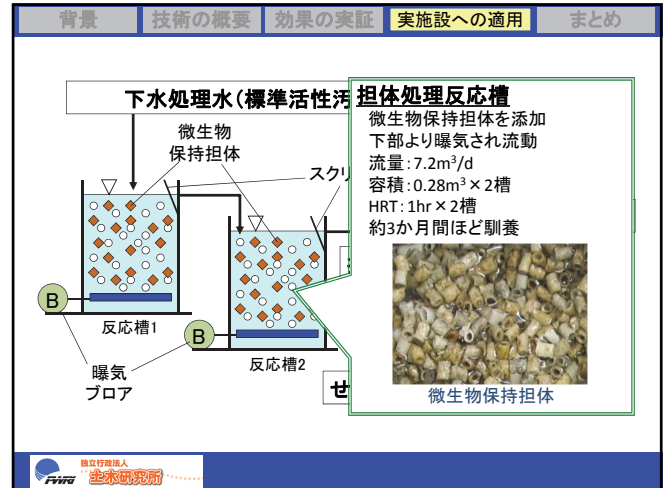 背景
技術の概要
効果の実証
実施設への適用
まとめ
下水処理水(標準活性汚
担体処理反応槽
微生物保持担体を添加
下部より曝気され流動
流量:7.2m³/d
容積:0.28m³×2槽
HRT:1hr×2槽
約3か月間ほど馴養
微生物保持担体
微生物
保持担体
スクリ
B
反応槽1
B
反応槽2
曝気
ブロア
せ
独立行政法人
土木研究所
PWRI